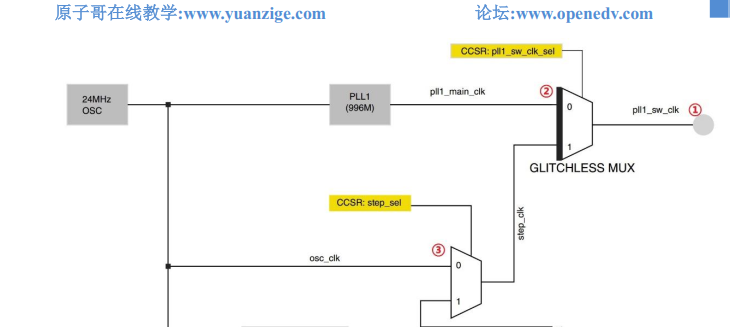 原子哥在线教学:www.yuanzige.com 论坛:www.openedv.com
CCSR: pll1_sw_clk_sel
24MHz
OSC
PLL1
(996M)
pll1_main_clk
②
0
pll1_sw_clk
①
1
GLITCHLESS MUX
CCSR: step_sel
step_clk
③
osc_clk
0
1